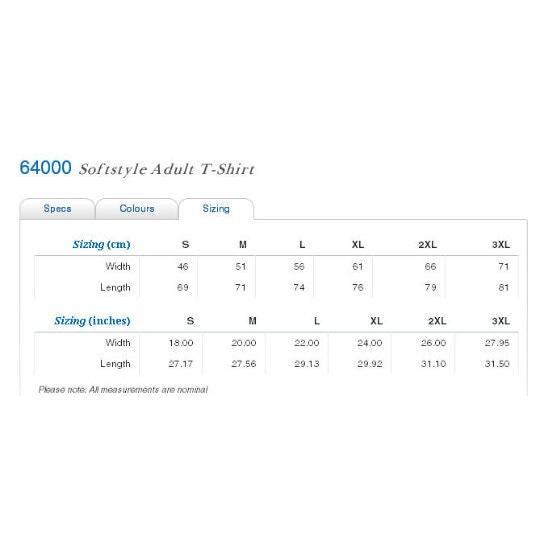 64000 Softstyle Adult T-Shirt
Specs Colours Sizing
Sizing (cm) S M L XL 2XL 3XL
Width 46 51 56 61 66 71
Length 69 71 74 76 79 81
Sizing (inches) S M L XL 2XL 3XL
Width 18.00 20.00 22.00 24.00 26.00 27.95
Length 27.17 27.56 29.13 29.92 31.10 31.50
Please note: All measurements are nominal